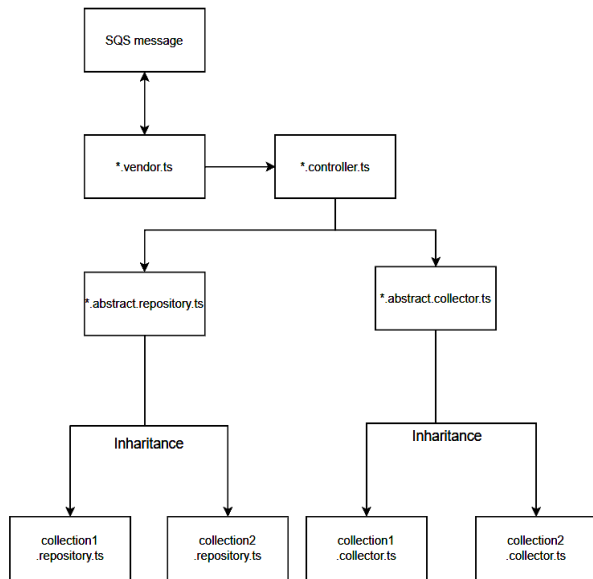 SQS message
*.vendor.ts
*.controller.ts
*.abstract.repository.ts
*.abstract.collector.ts
Inharitance
Inharitance
collection1
.repository.ts
collection2
.repository.ts
collection1
.collector.ts
collection2
.collector.ts